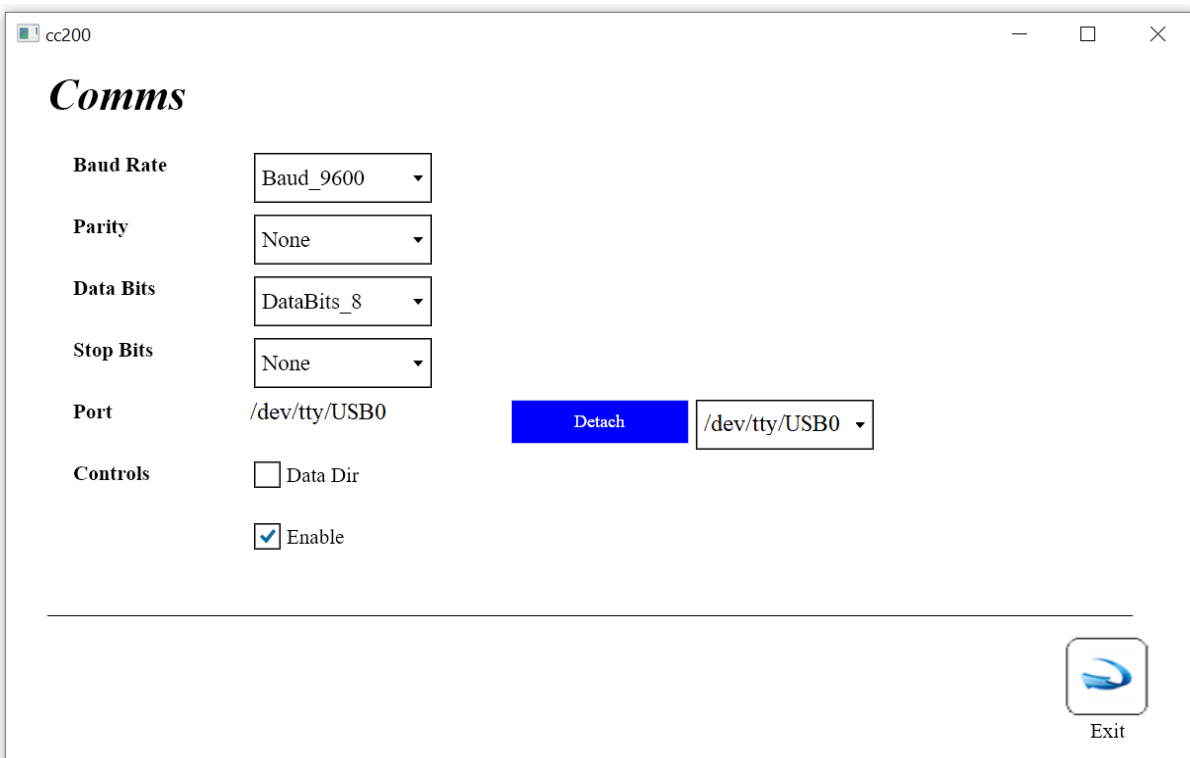 cc200
Comms
Baud Rate
Baud_9600
Parity
None
Data Bits
DataBits_8
Stop Bits
None
Port
/dev/tty/USB0
Detach
/dev/tty/USB0
Controls
Data Dir
Enable
Exit